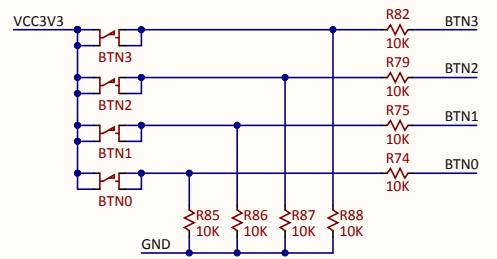 VCC3V3
R82
BTN3
10K
BTN3
R79
BTN2
10K
BTN2
R75
BTN1
10K
BTN1
R74
BTN0
10K
BTN0
R85
R86
R87
R88
10K
10K
10K
10K
GND